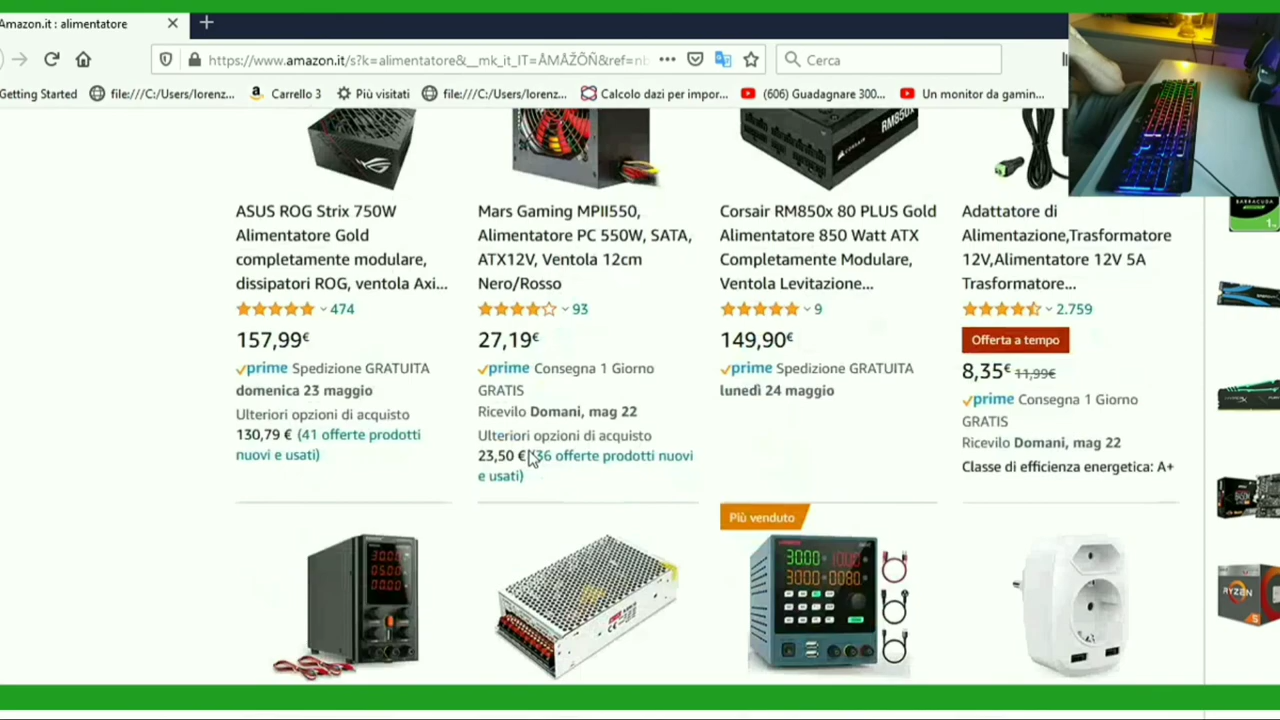 Amazon.it : alimentatore
https://www.amazon.it/s?k=alimentatore&__mk_it_IT=ÅMÅŽÕÑ&ref=nb
Cerca
Getting Started
file:///C:/Users/lorenz...
Carrello 3
Più visitati
file:///C:/Users/lorenz...
Calcolo dazi per impor...
(606) Guadagnare 300...
Un monitor da gamin...
RM850x
CORSAIR
BARRACUDA
ASUS ROG Strix 750W
Alimentatore Gold
completamente modulare,
dissipatori ROG, ventola Axi...
474
157,99€
prime Spedizione GRATUITA
domenica 23 maggio
Ulteriori opzioni di acquisto
130,79 € (41 offerte prodotti
nuovi e usati)
Mars Gaming MPII550,
Alimentatore PC 550W, SATA,
ATX12V, Ventola 12cm
Nero/Rosso
93
27,19€
prime Consegna 1 Giorno
GRATIS
Ricevilo Domani, mag 22
Ulteriori opzioni di acquisto
23,50 € (36 offerte prodotti nuovi
e usati)
Corsair RM850x 80 PLUS Gold
Alimentatore 850 Watt ATX
Completamente Modulare,
Ventola Levitazione...
9
149,90€
prime Spedizione GRATUITA
lunedì 24 maggio
Adattatore di
Alimentazione,Trasformatore
12V,Alimentatore 12V 5A
Trasformatore...
2.759
Offerta a tempo
8,35€ 11,99€
prime Consegna 1 Giorno
GRATIS
Ricevilo Domani, mag 22
Classe di efficienza energetica: A+
Più venduto
RYZEN
5